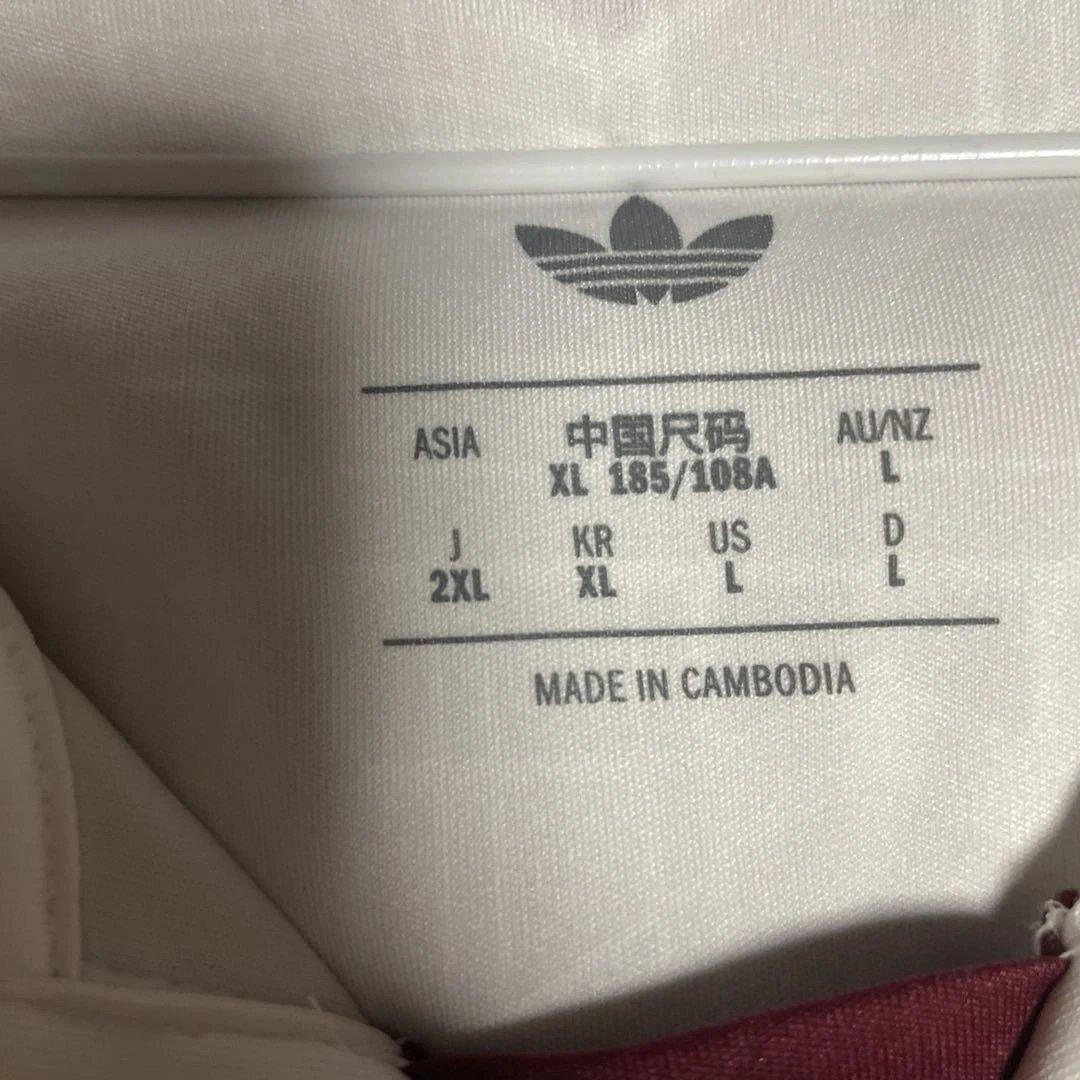 ASIA 中国尺码 AU/NZ
XL 185/108A L
J KR US D
2XL XL L L
MADE IN CAMBODIA